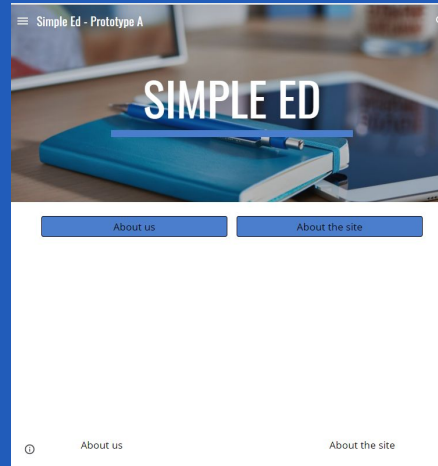 Simple Ed - Prototype A
SIMPLE ED
About us
About the site
About us
About the site